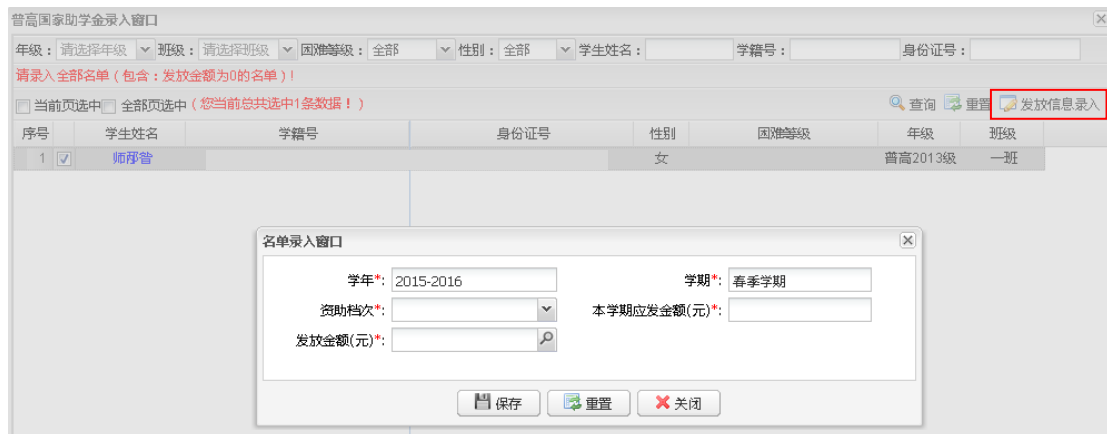 普高国家助学金录入窗口
年级：请选择年级 班级：请选择班级 困难等级：全部 性别：全部 学生姓名： 学籍号： 身份证号：
请录入全部名单（包含：发放金额为0的名单）！
当前页选中 全部页选中（您当前总共选中1条数据！） 查询 重置 发放信息录入
序号 学生姓名 学籍号 身份证号 性别 困难等级 年级 班级
1 师邴昝 女 普高2013级 一班
名单录入窗口
学年*: 2015-2016 学期*: 春季学期
资助档次*: 本学期应发金额(元)*:
发放金额(元)*:
保存 重置 关闭